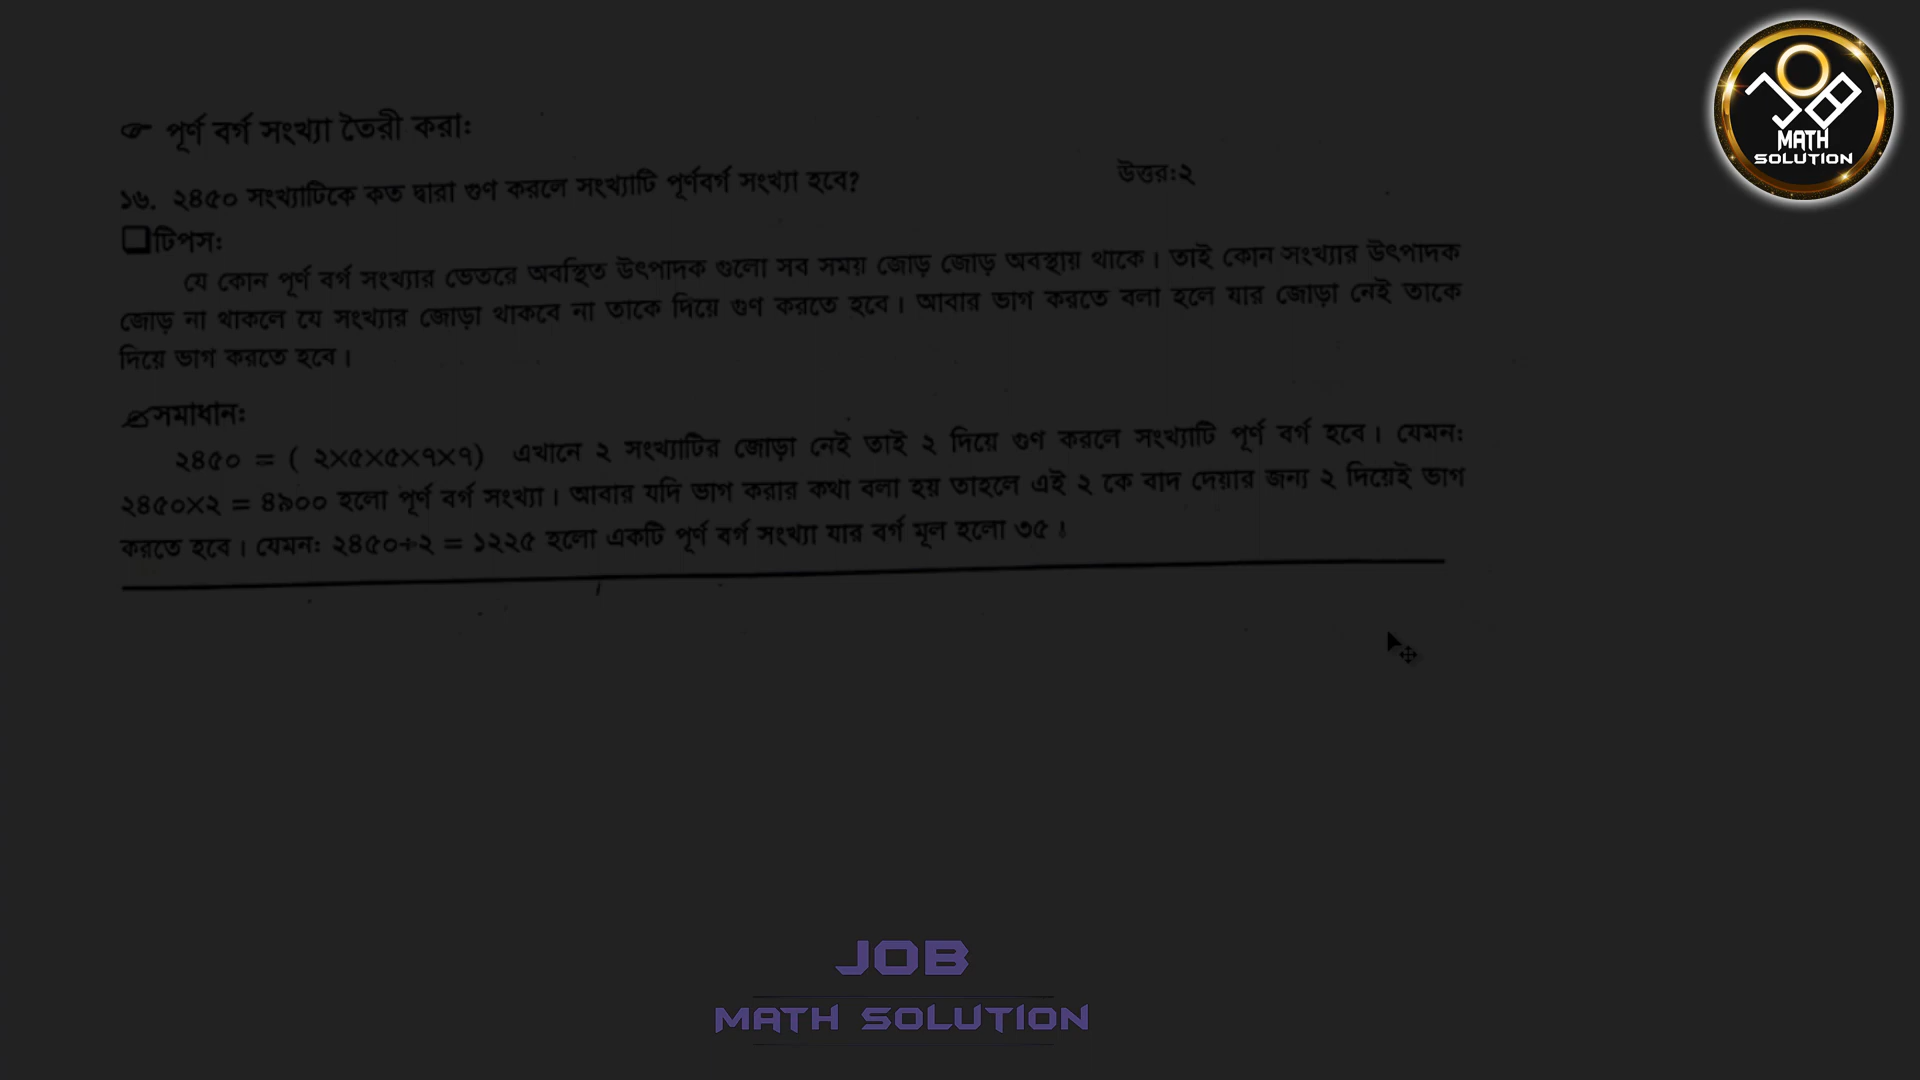 পূর্ণ বর্গ সংখ্যা তৈরী করা:
১৬. ২৪৫০ সংখ্যাটিকে কত দ্বারা গুণ করলে সংখ্যাটি পূর্ণবর্গ সংখ্যা হবে? উত্তর:২
টিপস:
যে কোন পূর্ণ বর্গ সংখ্যার ভেতরে অবস্থিত উৎপাদক গুলো সব সময় জোড় জোড় অবস্থায় থাকে। তাই কোন সংখ্যার উৎপাদক
জোড় না থাকলে যে সংখ্যার জোড়া থাকবে না তাকে দিয়ে গুণ করতে হবে। আবার ভাগ করতে বলা হলে যার জোড়া নেই তাকে
দিয়ে ভাগ করতে হবে।
সমাধান:
২৪৫০ = ( ২×৫×৫×৭×৭) এখানে ২ সংখ্যাটির জোড়া নেই তাই ২ দিয়ে গুণ করলে সংখ্যাটি পূর্ণ বর্গ হবে। যেমন:
২৪৫০×২ = ৪৯০০ হলো পূর্ণ বর্গ সংখ্যা। আবার যদি ভাগ করার কথা বলা হয় তাহলে এই ২ কে বাদ দেয়ার জন্য ২ দিয়েই ভাগ
করতে হবে। যেমন: ২৪৫০÷২ = ১২২৫ হলো একটি পূর্ণ বর্গ সংখ্যা যার বর্গ মূল হলো ৩৫।
JOB
MATH
SOLUTION
JOB
MATH SOLUTION